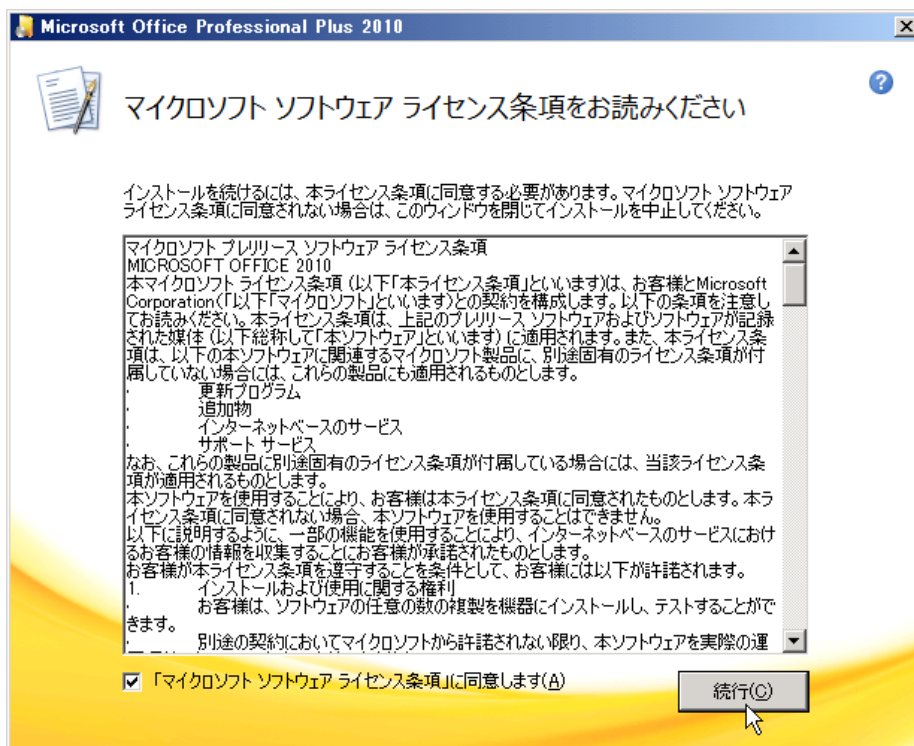 Microsoft Office Professional Plus 2010
マイクロソフト ソフトウェア ライセンス条項をお読みください
インストールを続けるには、本ライセンス条項に同意する必要があります。マイクロソフト ソフトウェア
ライセンス条項に同意されない場合は、このウィンドウを閉じてインストールを中止してください。
マイクロソフト プレリリース ソフトウェア ライセンス条項
MICROSOFT OFFICE 2010
本マイクロソフト ライセンス条項 (以下「本ライセンス条項」といいます)は、お客様とMicrosoft
Corporation(「以下「マイクロソフト」といいます)との契約を構成します。以下の条項を注意し
てお読みください。本ライセンス条項は、上記のプレリリース ソフトウェアおよびソフトウェアが記録
された媒体 (以下総称して「本ソフトウェア」といいます) に適用されます。また、本ライセンス条
項は、以下の本ソフトウェアに関連するマイクロソフト製品に、別途固有のライセンス条項が付
属していない場合には、これらの製品にも適用されるものとします。
· 更新プログラム
· 追加物
· インターネットベースのサービス
· サポート サービス
なお、これらの製品に別途固有のライセンス条項が付属している場合には、当該ライセンス条
項が適用されるものとします。
本ソフトウェアを使用することにより、お客様は本ライセンス条項に同意されたものとします。本ラ
イセンス条項に同意されない場合、本ソフトウェアを使用することはできません。
以下に説明するように、一部の機能を使用することにより、インターネットベースのサービスにおけ
るお客様の情報を収集することにお客様が承諾されたものとします。
お客様が本ライセンス条項を遵守することを条件として、お客様には以下が許諾されます。
1. インストールおよび使用に関する権利
· お客様は、ソフトウェアの任意の数の複製を機器にインストールし、テストすることがで
きます。
· 別途の契約においてマイクロソフトから許諾されない限り、本ソフトウェアを実際の運
「マイクロソフト ソフトウェア ライセンス条項」に同意します(A)
続行(C)